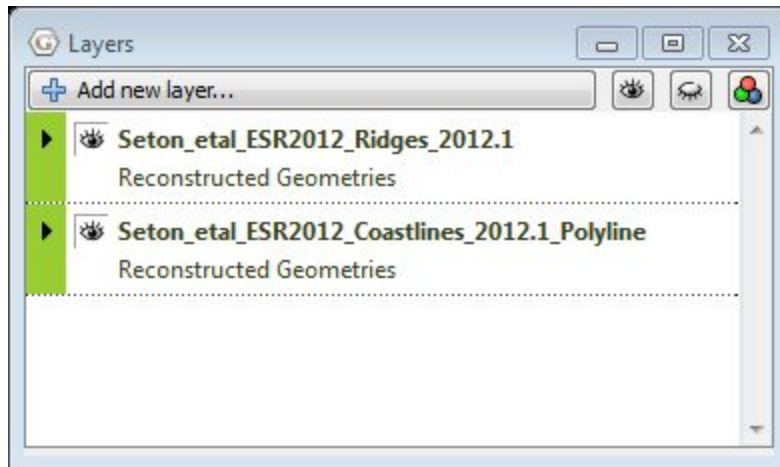 Layers
Add new layer...
Seton_etal_ESR2012_Ridges_2012.1
Reconstructed Geometries
Seton_etal_ESR2012_Coastlines_2012.1_Polyline
Reconstructed Geometries